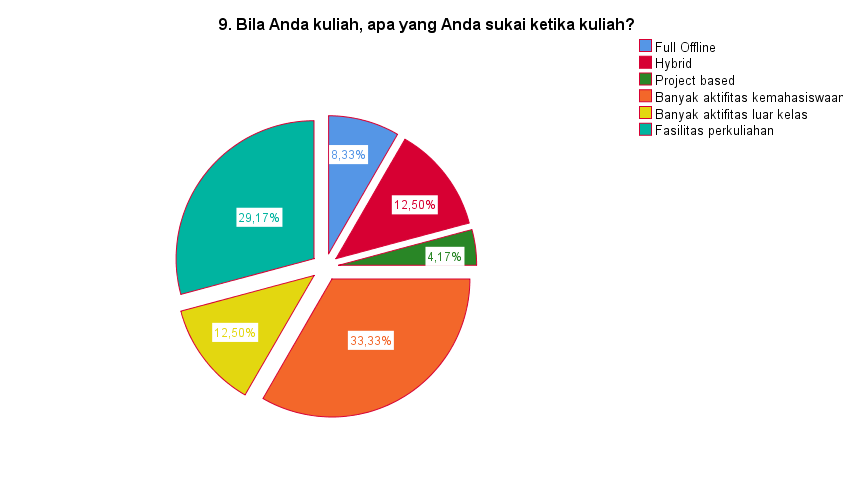 9. Bila Anda kuliah, apa yang Anda sukai ketika kuliah?
Full Offline
Hybrid
Project based
Banyak aktifitas kemahasiswaan
Banyak aktifitas luar kelas
Fasilitas perkuliahan
8,33%
12,50%
4,17%
33,33%
12,50%
29,17%